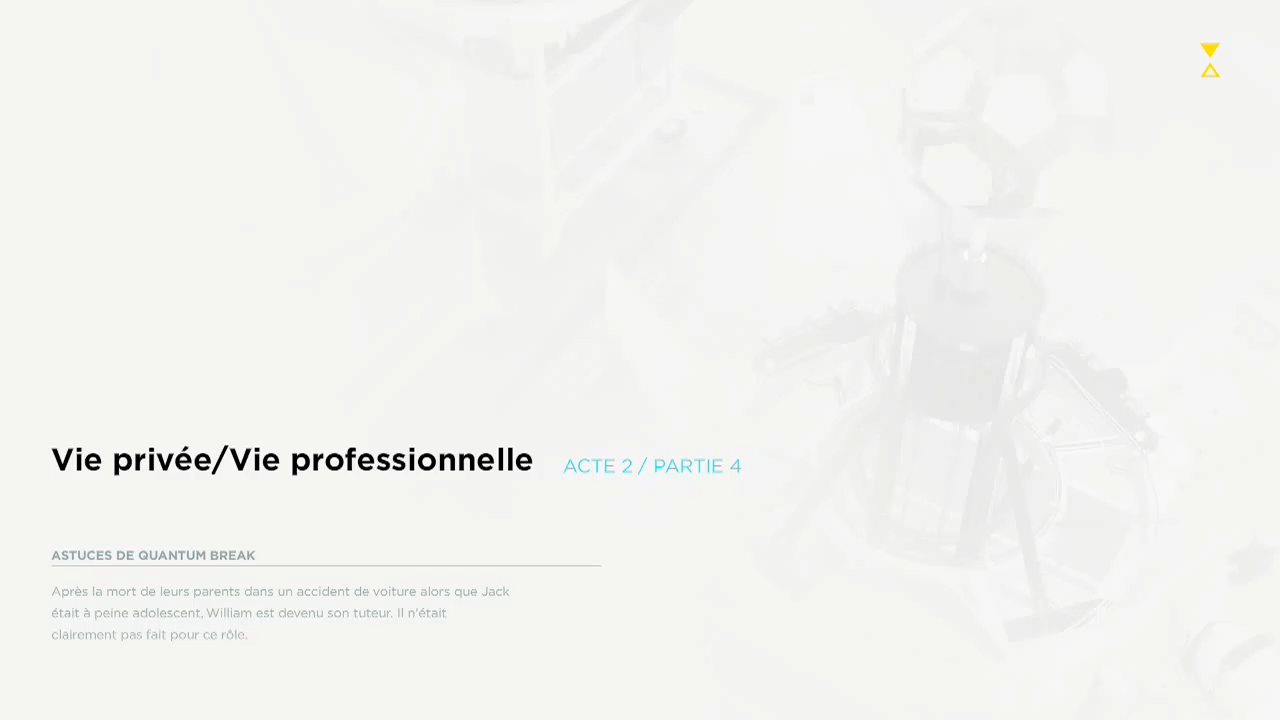 Vie privée/Vie professionnelle ACTE 2 / PARTIE 4
ASTUCES DE QUANTUM BREAK
Après la mort de leurs parents dans un accident de voiture alors que Jack
était à peine adolescent, William est devenu son tuteur. Il n'était
clairement pas fait pour ce rôle.